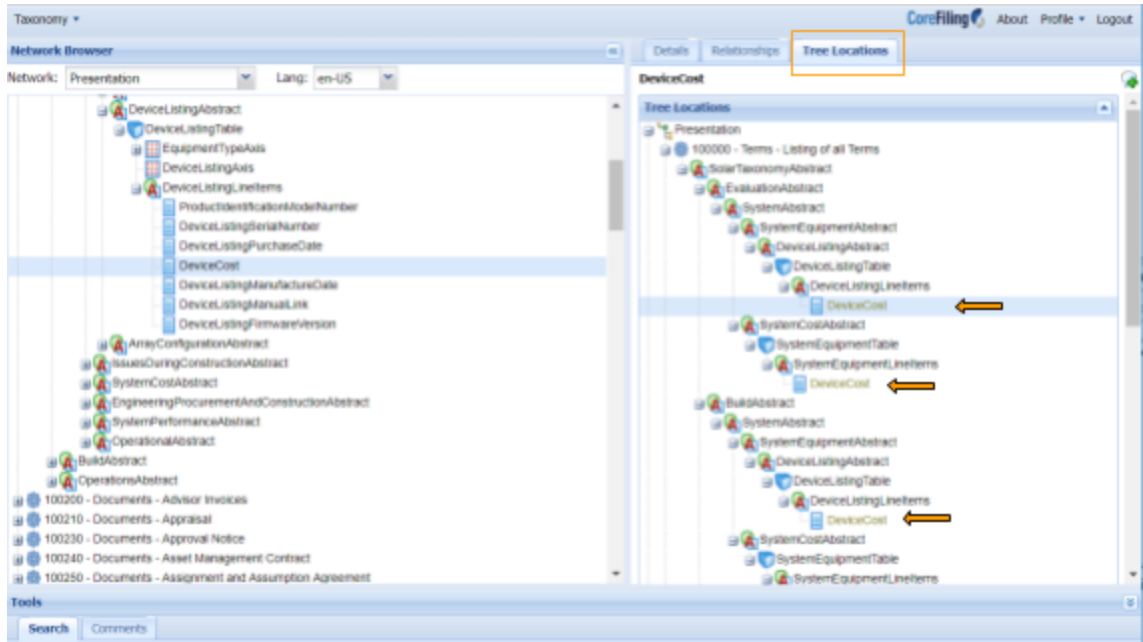 Taxonomy
CoreFiling About Profile Logout
Network Browser
Network: Presentation Lang: en-US
DeviceListingAbstract
DeviceListingTable
EquipmentTypeAxis
DeviceListingAxis
DeviceListingLineItems
ProductIdentificationModelNumber
DeviceListingSerialNumber
DeviceListingPurchaseDate
DeviceCost
DeviceListingManufactureDate
DeviceListingManualLink
DeviceListingFirmwareVersion
ArrayConfigurationAbstract
IssuesDuringConstructionAbstract
SystemCostAbstract
EngineeringProcurementAndConstructionAbstract
SystemPerformanceAbstract
OperationalAbstract
BuildAbstract
OperationsAbstract
100200 - Documents - Advisor Invoices
100210 - Documents - Appraisal
100230 - Documents - Approval Notice
100240 - Documents - Asset Management Contract
100250 - Documents - Assignment and Assumption Agreement
Details Relationships Tree Locations
DeviceCost
Tree Locations
Presentation
100000 - Terms - Listing of all Terms
SolarTaxonomyAbstract
EvaluationAbstract
SystemAbstract
SystemEquipmentAbstract
DeviceListingAbstract
DeviceListingTable
DeviceListingLineItems
DeviceCost
SystemCostAbstract
SystemEquipmentTable
SystemEquipmentLineItems
DeviceCost
BuildAbstract
SystemAbstract
SystemEquipmentAbstract
DeviceListingAbstract
DeviceListingTable
DeviceListingLineItems
DeviceCost
SystemCostAbstract
SystemEquipmentTable
SystemEquipmentLineItems
Tools
Search Comments